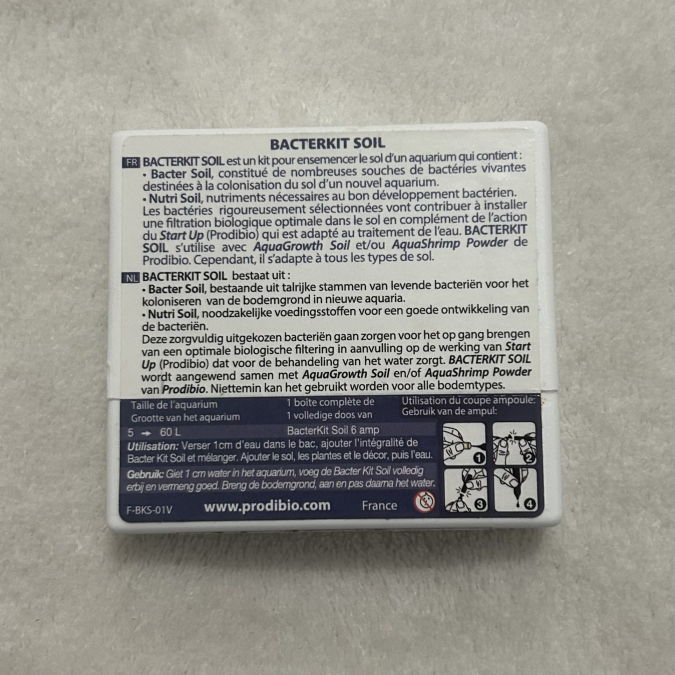 BACTERKIT SOIL
FR BACTERKIT SOIL est un kit pour ensemencer le sol d'un aquarium qui contient :
• Bacter Soil, constitué de nombreuses souches de bactéries vivantes
destinées à la colonisation du sol d'un nouvel aquarium.
• Nutri Soil, nutriments nécessaires au bon développement bactérien.
Les bactéries rigoureusement sélectionnées vont contribuer à installer
une filtration biologique optimale dans le sol en complément de l'action
du Start Up (Prodibio) qui est adapté au traitement de l'eau. BACTERKIT
SOIL s'utilise avec AquaGrowth Soil et/ou AquaShrimp Powder de
Prodibio. Cependant, il s'adapte à tous les types de sol.
NL BACTERKIT SOIL bestaat uit :
• Bacter Soil, bestaande uit talrijke stammen van levende bacteriën voor het
koloniseren van de bodemgrond in nieuwe aquaria.
• Nutri Soil, noodzakelijke voedingsstoffen voor een goede ontwikkeling van
de bacteriën.
Deze zorgvuldig uitgekozen bacteriën gaan zorgen voor het op gang brengen
van een optimale biologische filtering in aanvulling op de werking van Start
Up (Prodibio) dat voor de behandeling van het water zorgt. BACTERKIT SOIL
wordt aangewend samen met AquaGrowth Soil en/of AquaShrimp Powder
van Prodibio. Niettemin kan het gebruikt worden voor alle bodemtypes.
Taille de l'aquarium 1 boîte complète de Utilisation du coupe ampoule:
Grootte van het aquarium 1 volledige doos van Gebruik van de ampul:
5 → 60 L BacterKit Soil 6 amp
Utilisation: Verser 1cm d'eau dans le bac, ajouter l'intégralité de
Bacter Kit Soil et mélanger. Ajouter le sol, les plantes et le décor, puis l'eau.
Gebruik: Giet 1 cm water in het aquarium, voeg de Bacter Kit Soil volledig
erbij en vermeng goed. Breng de bodemgrond, aan en pas daarna het water.
1 2
3 4
F-BKS-01V www.prodibio.com France